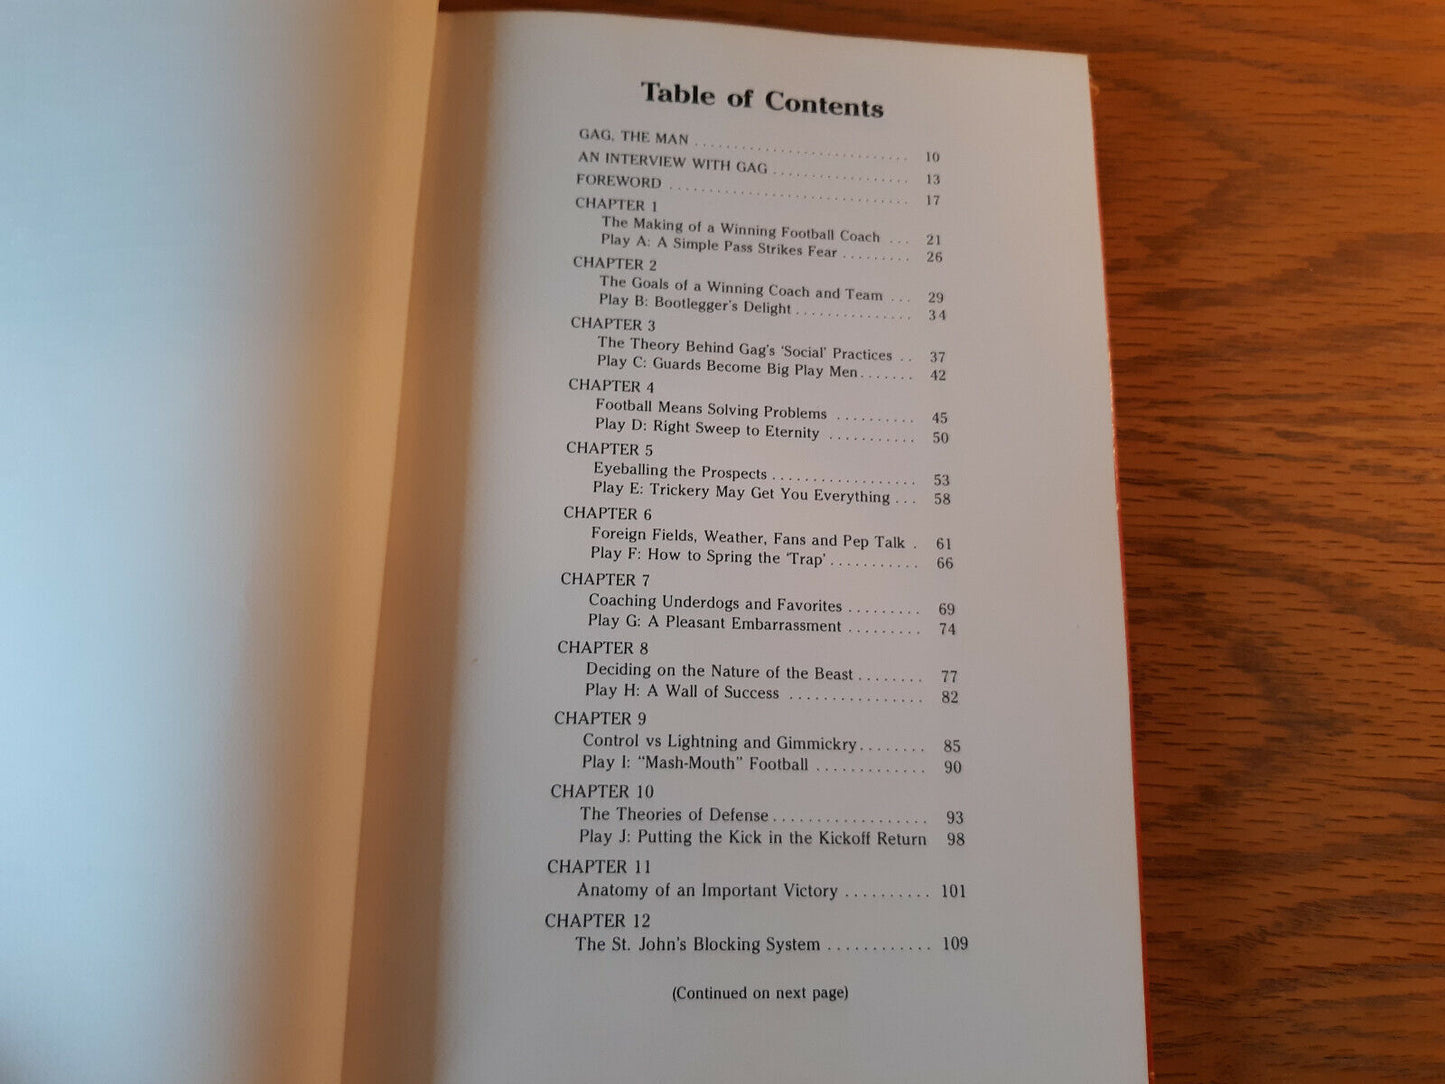 Table of Contents
GAG, THE MAN ........................... 10
AN INTERVIEW WITH GAG ................. 13
FOREWORD .............................. 17
CHAPTER 1
The Making of a Winning Football Coach ... 21
Play A: A Simple Pass Strikes Fear ......... 26
CHAPTER 2
The Goals of a Winning Coach and Team ... 29
Play B: Bootlegger's Delight ............... 34
CHAPTER 3
The Theory Behind Gag's 'Social' Practices .. 37
Play C: Guards Become Big Play Men ....... 42
CHAPTER 4
Football Means Solving Problems .......... 45
Play D: Right Sweep to Eternity ........... 50
CHAPTER 5
Eyeballing the Prospects .................. 53
Play E: Trickery May Get You Everything ... 58
CHAPTER 6
Foreign Fields, Weather, Fans and Pep Talk . 61
Play F: How to Spring the 'Trap' ........... 66
CHAPTER 7
Coaching Underdogs and Favorites ......... 69
Play G: A Pleasant Embarrassment ......... 74
CHAPTER 8
Deciding on the Nature of the Beast ........ 77
Play H: A Wall of Success ................ 82
CHAPTER 9
Control vs Lightning and Gimmickry ........ 85
Play I: "Mash-Mouth" Football ............. 90
CHAPTER 10
The Theories of Defense .................. 93
Play J: Putting the Kick in the Kickoff Return 98
CHAPTER 11
Anatomy of an Important Victory .......... 101
CHAPTER 12
The St. John's Blocking System ............ 109
(Continued on next page)